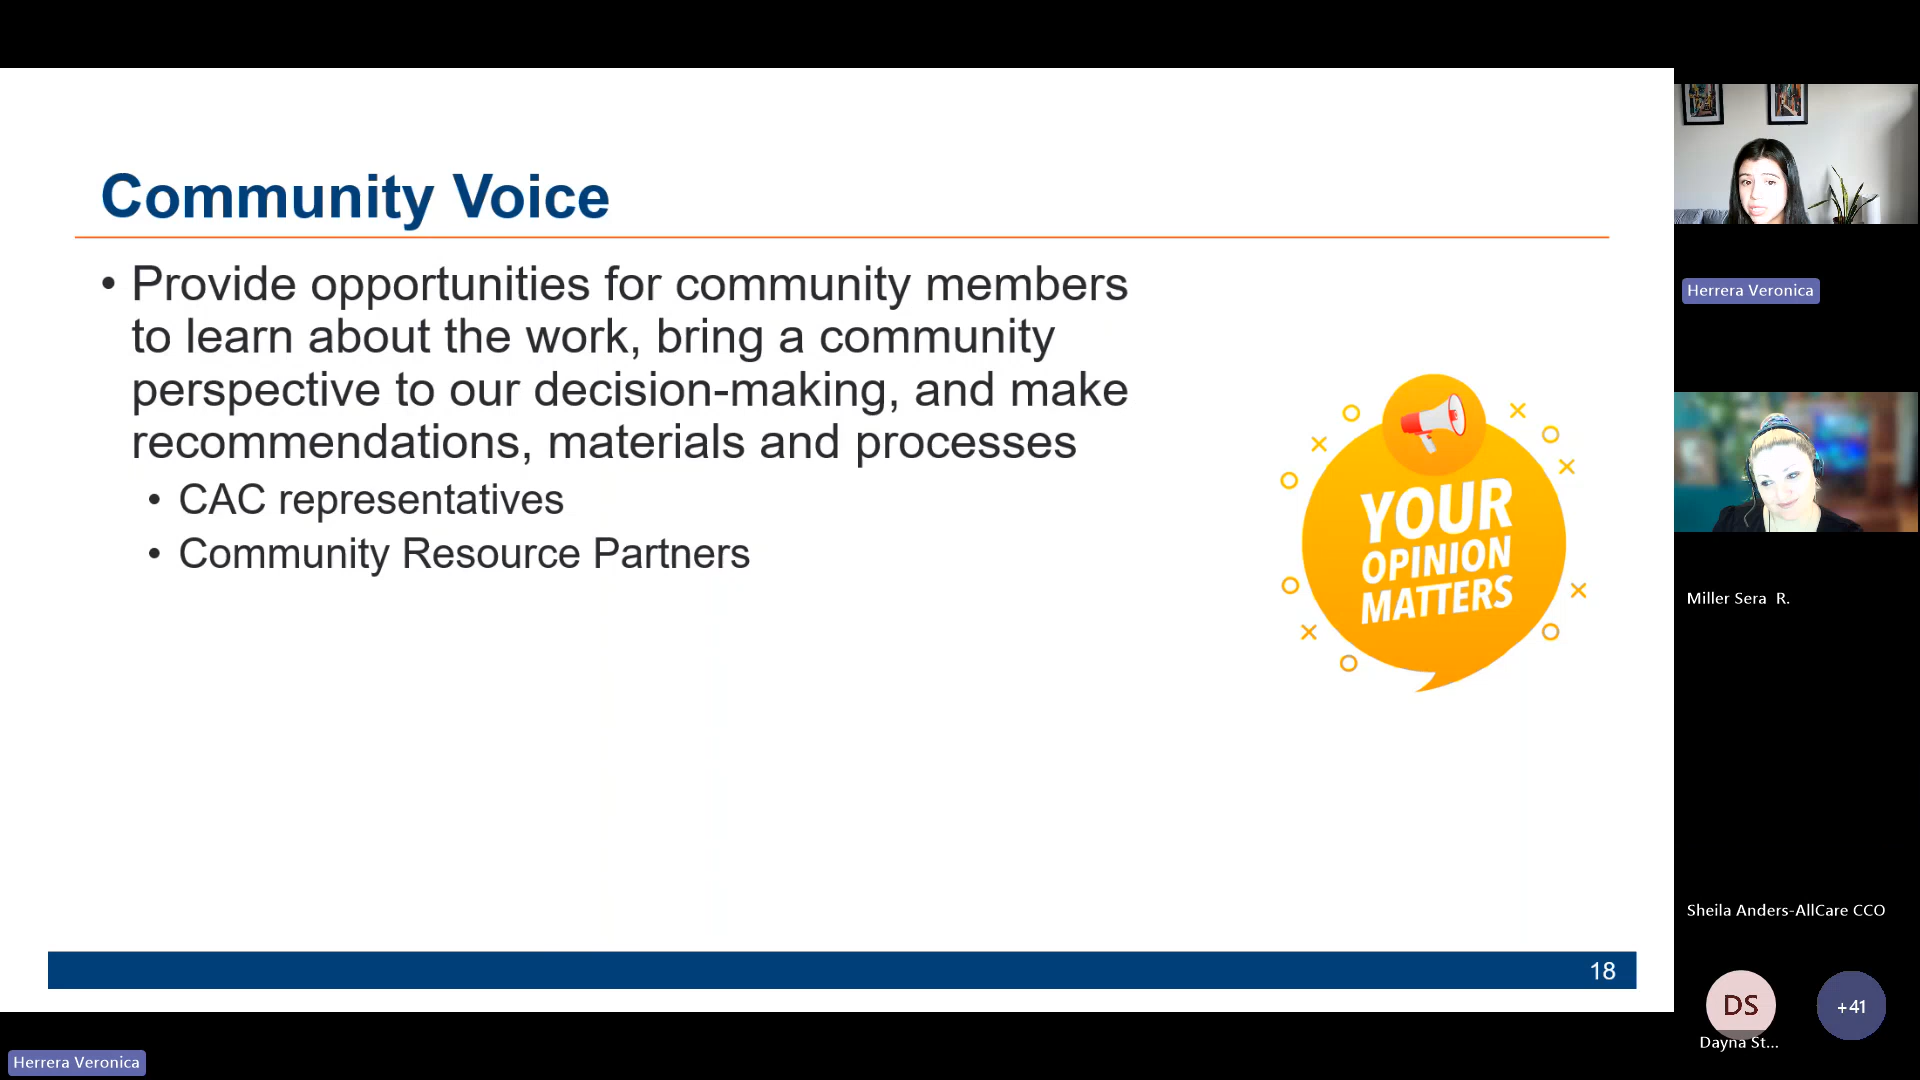 Community Voice
• Provide opportunities for community members
to learn about the work, bring a community
perspective to our decision-making, and make
recommendations, materials and processes
• CAC representatives
• Community Resource Partners
YOUR
OPINION
MATTERS
18
Herrera Veronica
Miller Sera R.
Sheila Anders-AllCare CCO
DS
Dayna St...
+41
Herrera Veronica